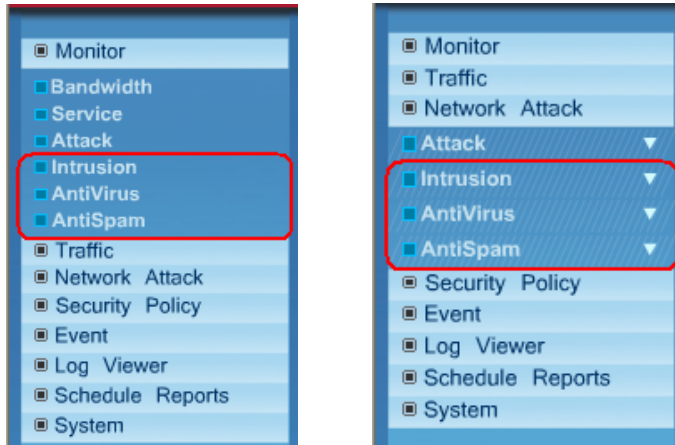 Monitor
Bandwidth
Service
Attack
Intrusion
AntiVirus
AntiSpam
Traffic
Network Attack
Security Policy
Event
Log Viewer
Schedule Reports
System
Monitor
Traffic
Network Attack
Attack
Intrusion
AntiVirus
AntiSpam
Security Policy
Event
Log Viewer
Schedule Reports
System